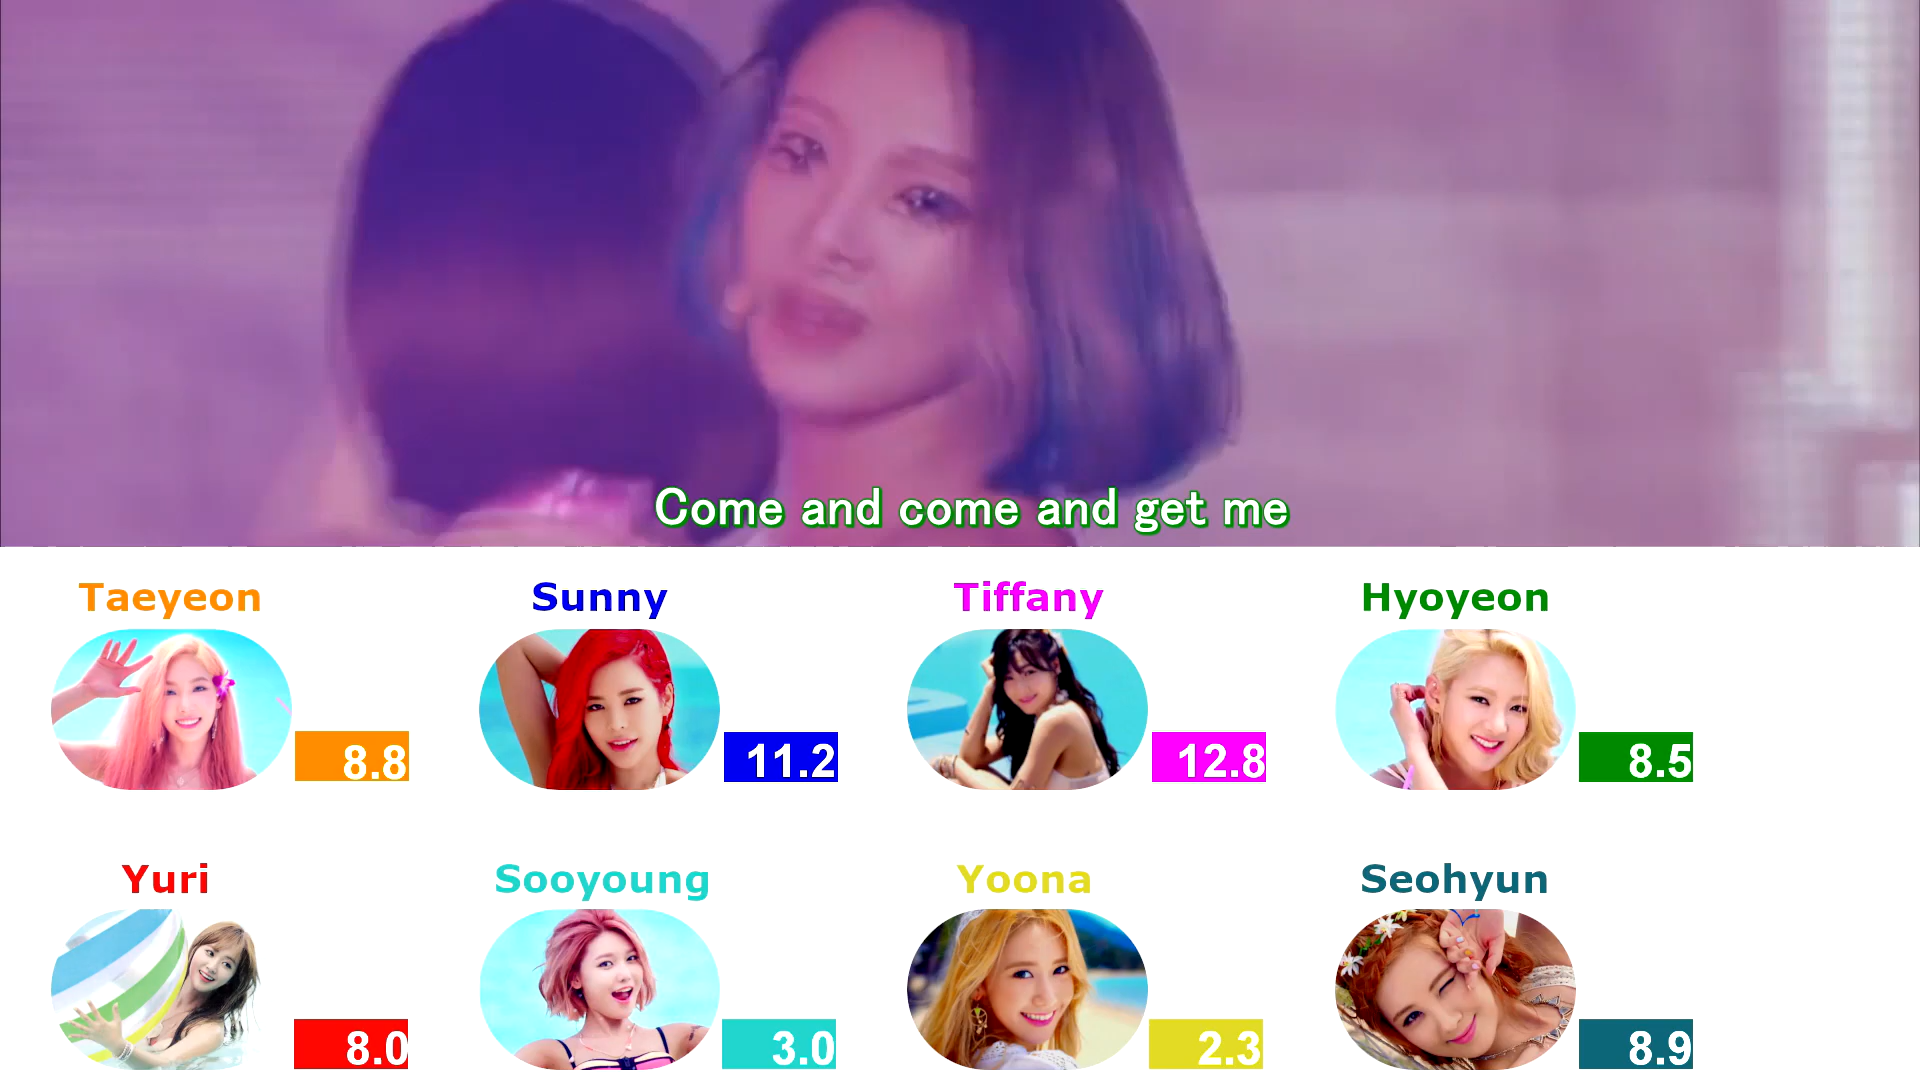 Come and come and get me
Taeyeon
Sunny
Tiffany
Hyoyeon
8.8
11.2
12.8
8.5
Yuri
Sooyoung
Yoona
Seohyun
8.0
3.0
2.3
8.9